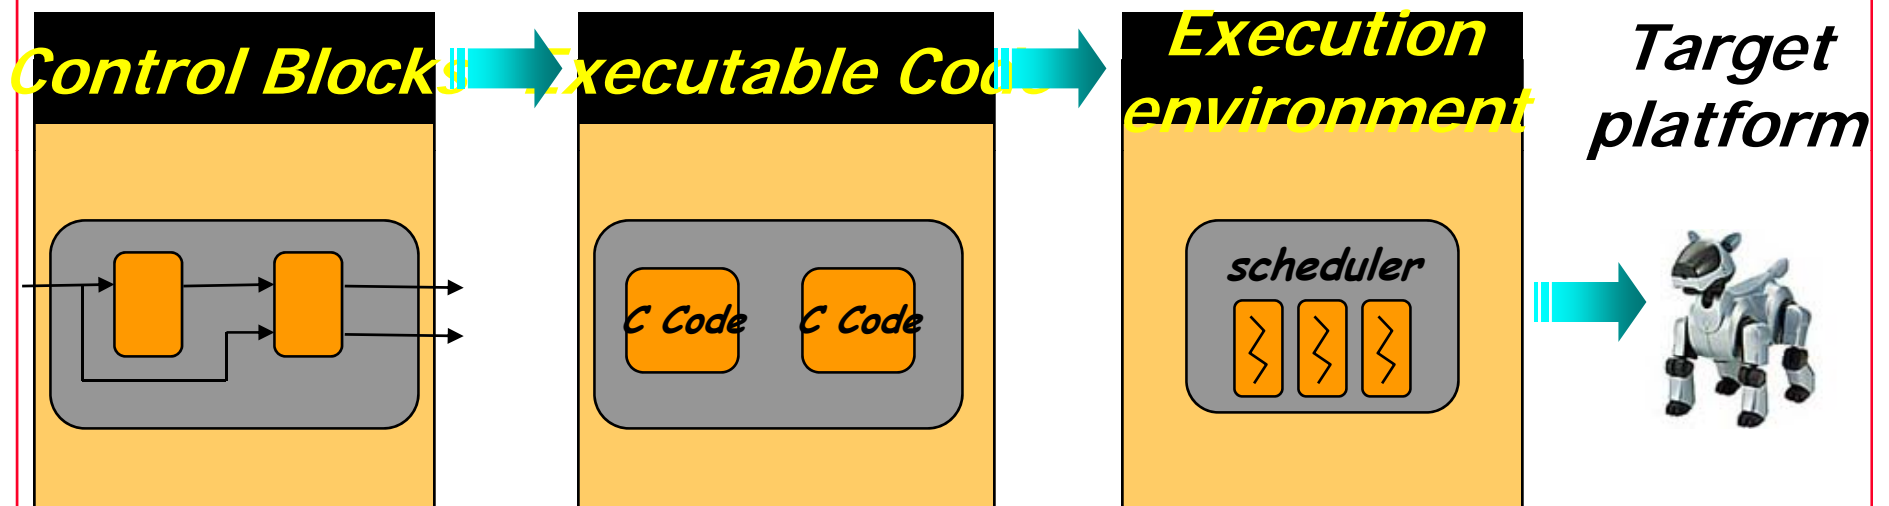 Control Blocks
Executable Code
Execution
environment
Target
platform
C Code
C Code
scheduler